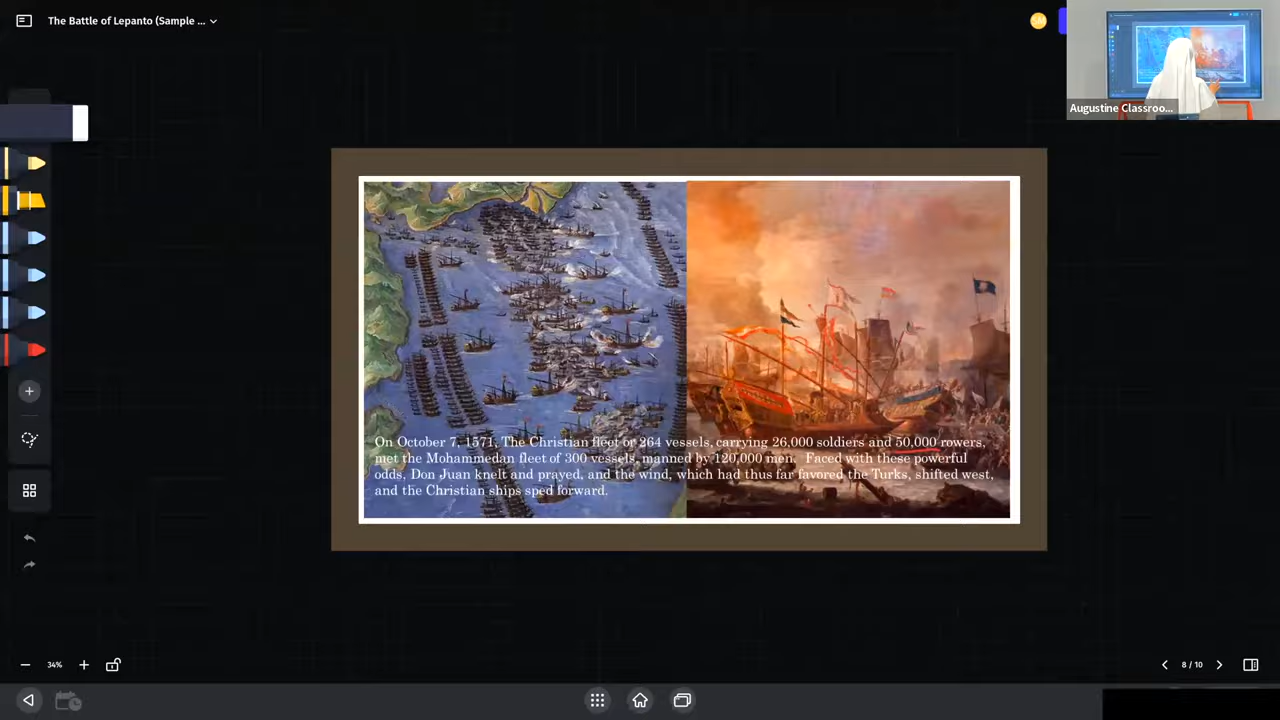 The Battle of Lepanto (Sample ...
Augustine Classroo...
On October 7, 1571, The Christian fleet or 264 vessels, carrying 26,000 soldiers and 50,000 rowers,
met the Mohammedan fleet of 300 vessels, manned by 120,000 men. Faced with these powerful
odds, Don Juan knelt and prayed, and the wind, which had thus far favored the Turks, shifted west,
and the Christian ships sped forward.
34%
8 / 10